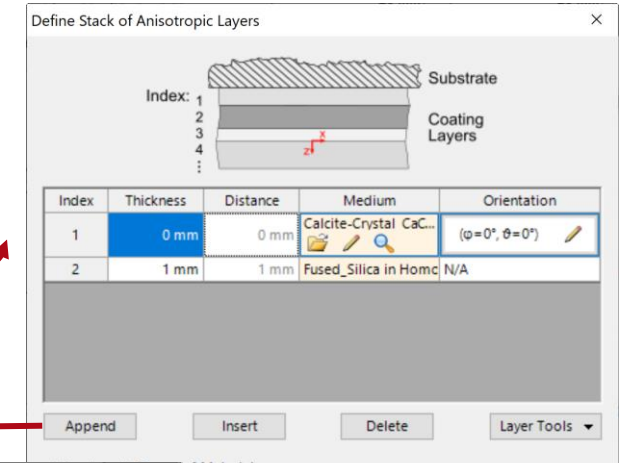 Define Stack of Anisotropic Layers
Substrate
Index: 1
2
3
4
⋮
Coating
Layers
x
z
Index Thickness Distance Medium Orientation
1 0 mm 0 mm Calcite-Crystal CaC... (φ=0°, ϑ=0°)
2 1 mm 1 mm Fused_Silica in Homc N/A
Append Insert Delete Layer Tools